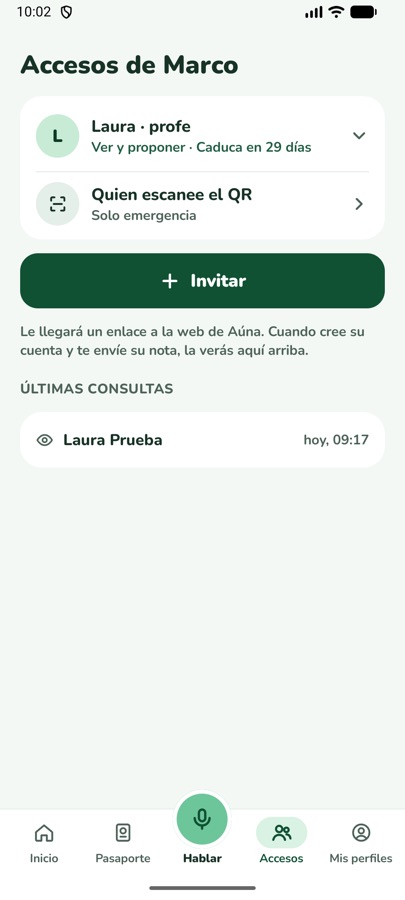 10:02
Accesos de Marco
L
Laura · profe
Ver y proponer · Caduca en 29 días
Quien escanee el QR
Solo emergencia
+ Invitar
Le llegará un enlace a la web de Aúna. Cuando cree su
cuenta y te envíe su nota, la verás aquí arriba.
ÚLTIMAS CONSULTAS
Laura Prueba
hoy, 09:17
Inicio
Pasaporte
Hablar
Accesos
Mis perfiles